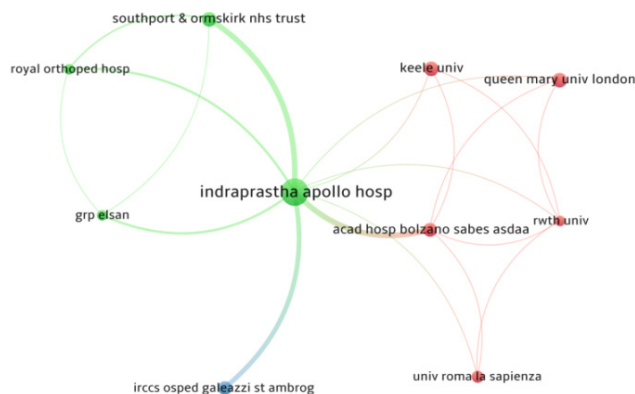 southport & ormskirk nhs trust
royal orthoped hosp
keele univ
queen mary univ london
indraprastha apollo hosp
grp elsan
acad hosp bolzano sabes asdaa
rwth univ
univ roma la sapienza
irccs osped galeazzi st ambrog